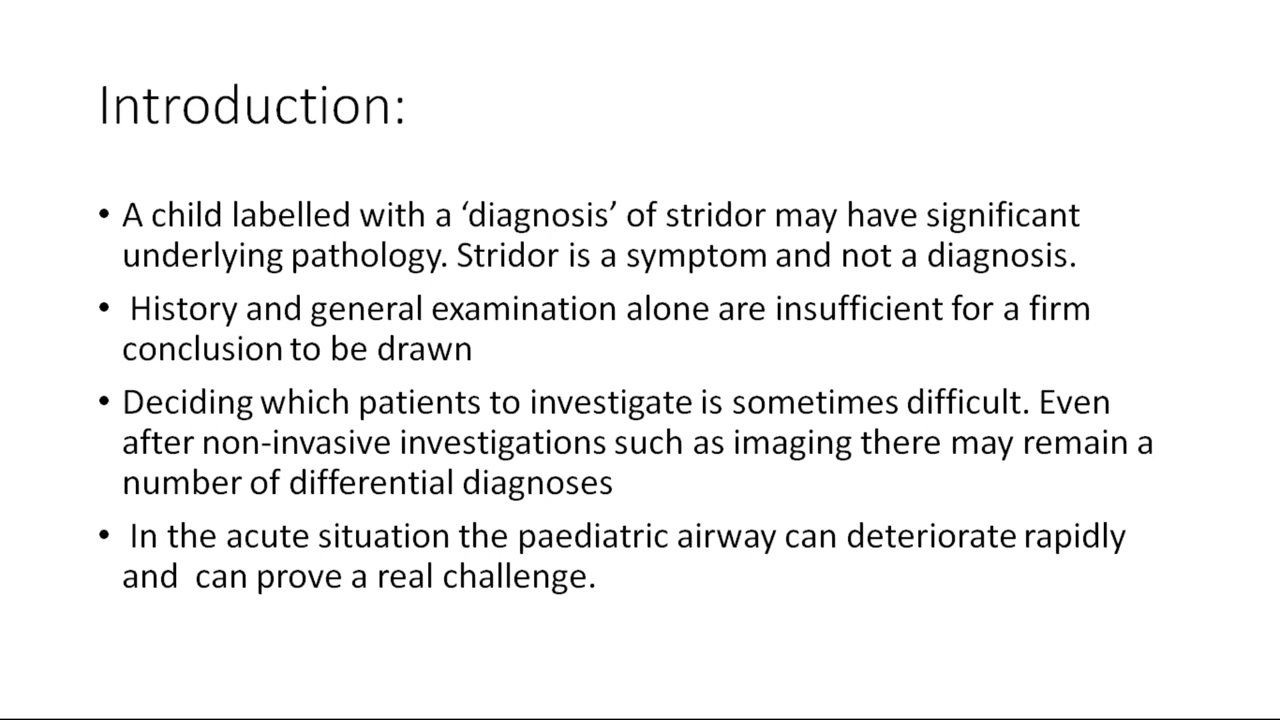 Introduction:
• A child labelled with a ‘diagnosis’ of stridor may have significant
underlying pathology. Stridor is a symptom and not a diagnosis.
• History and general examination alone are insufficient for a firm
conclusion to be drawn
• Deciding which patients to investigate is sometimes difficult. Even
after non-invasive investigations such as imaging there may remain a
number of differential diagnoses
• In the acute situation the paediatric airway can deteriorate rapidly
and  can prove a real challenge.